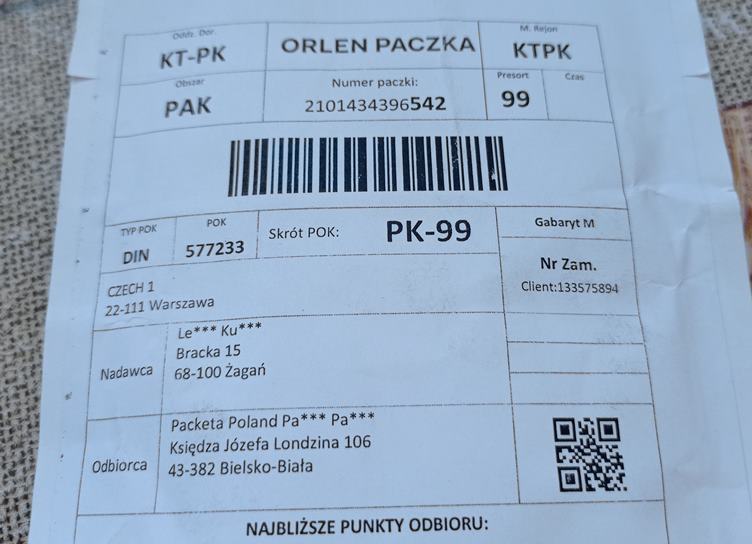 Oddz. Dor.
KT-PK
ORLEN PACZKA
M. Rejon
KTPK
Obszar
PAK
Numer paczki:
2101434396542
Presort
99
Czas
TYP POK
DIN
POK
577233
Skrót POK:
PK-99
Gabaryt M
Nr Zam.
Client:133575894
CZECH 1
22-111 Warszawa
Nadawca
Le*** Ku***
Bracka 15
68-100 Żagań
Odbiorca
Packeta Poland Pa*** Pa***
Księdza Józefa Londzina 106
43-382 Bielsko-Biała
NAJBLIŻSZE PUNKTY ODBIORU: